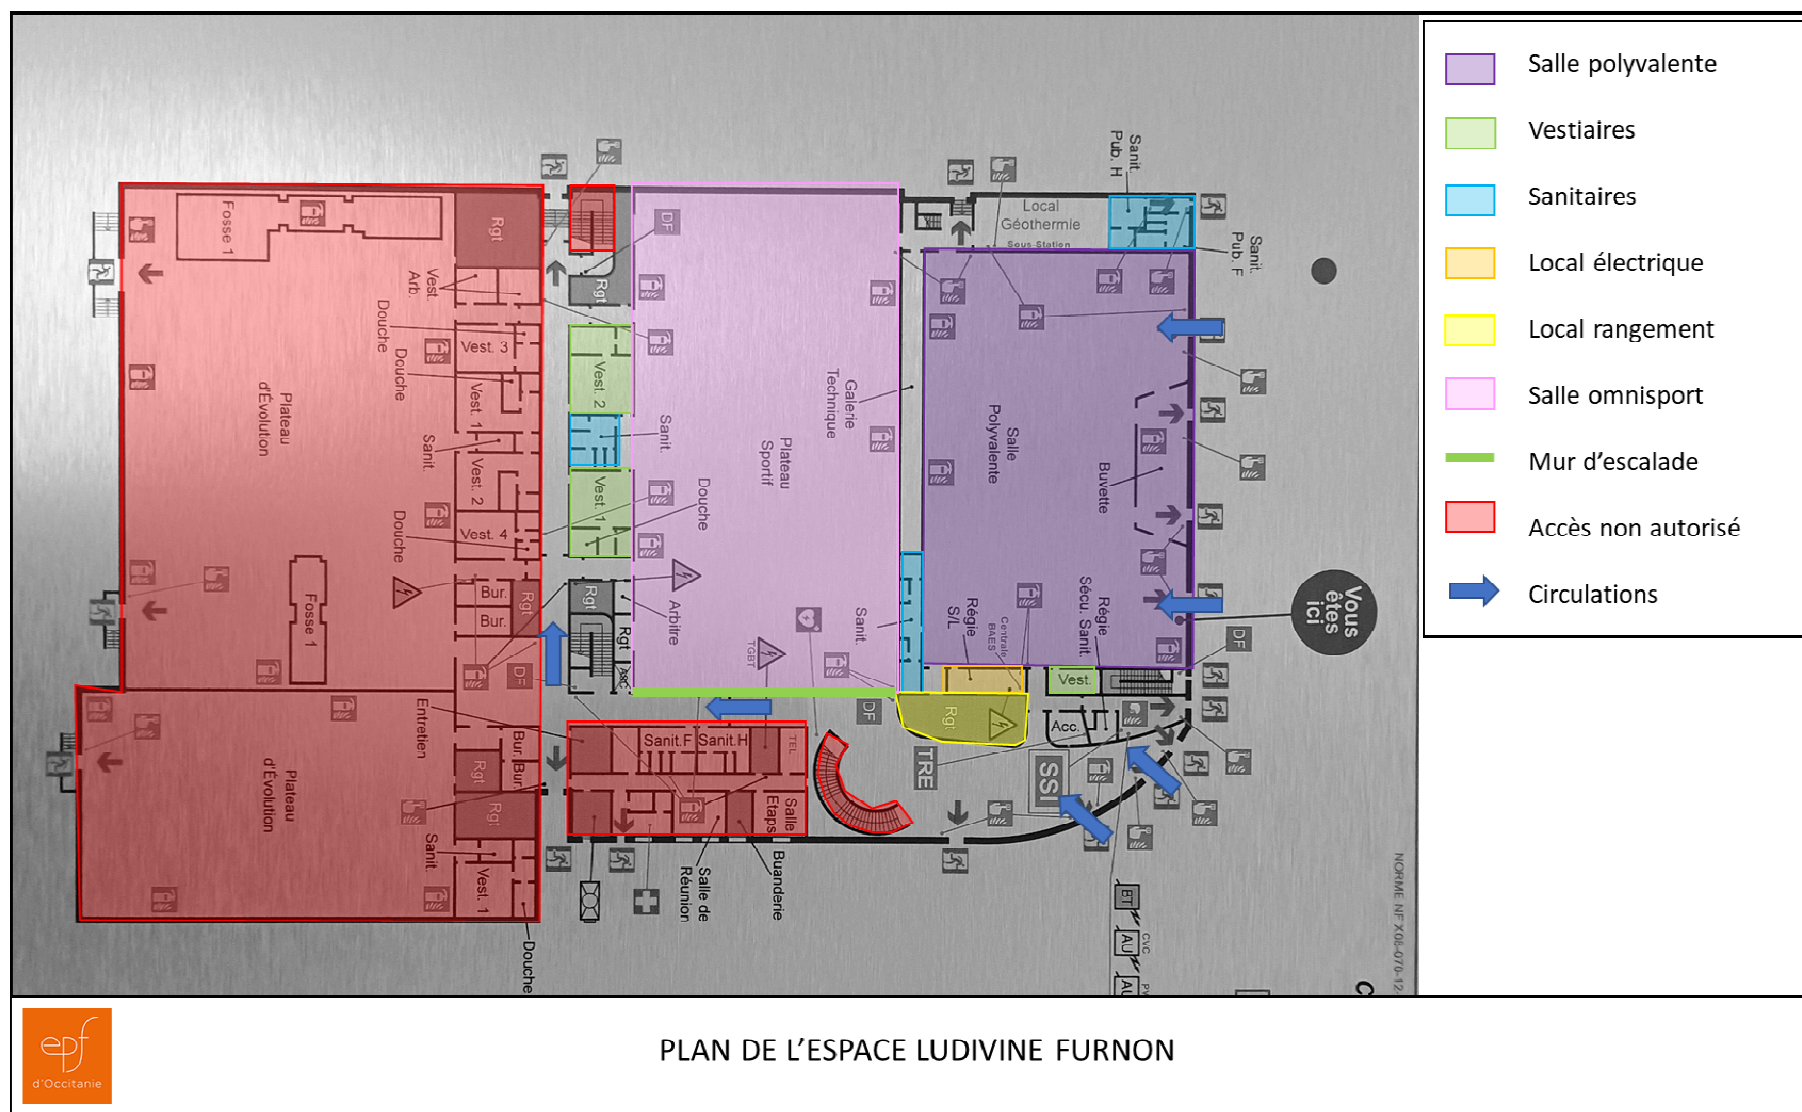 Salle polyvalente
Vestiaires
Sanitaires
Local électrique
Local rangement
Salle omnisport
Mur d'escalade
Accès non autorisé
Circulations
Sanit.
Pub. H
Sanit.
Pub. F
Local
Géothermie
Sous-Station
Fosse 1
Rgt
DF
Rgt
Vest.
Arb.
Douche
Vest. 3
Douche
Vest. 1
Vest. 2
Sanit.
Plateau
d'Évolution
Sanit.
Vest. 2
Vest. 1
Douche
Vest. 4
Douche
Galerie
Technique
Plateau
Sportif
Salle
Polyvalente
Buvette
Fosse 1
Bur.
Bur.
Rgt
Rgt
Rgt
Arbitre
ASC
TGBT
Sanit.
Régie
S/L
Centrale
BAES
Régie
Sécu. Sanit.
Vous
êtes
ici
DF
DF
Vest.
DF
Rgt
Acc.
TRE
SSI
Entretien
Bur.
Bur.
Rgt
Rgt
Sanit.F
Sanit.H
TEL
Salle
Etaps
Plateau
d'Évolution
Sanit.
Vest. 1
Douche
Salle de
Réunion
Buanderie
BT
CVC
AU
AU
NORME NF X 08-070-12-
epf
d'Occitanie
PLAN DE L'ESPACE LUDIVINE FURNON